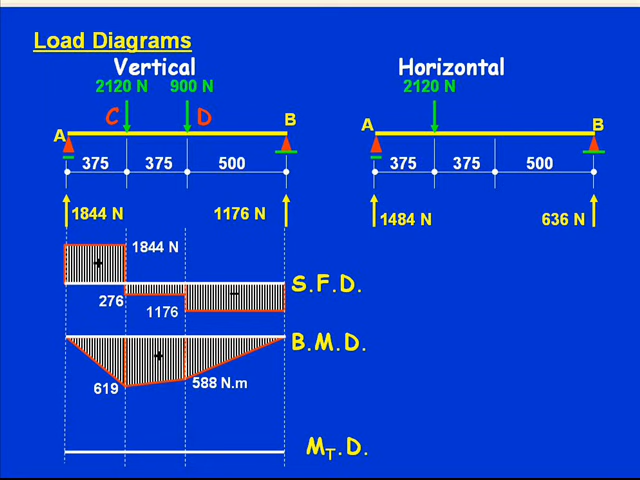 Load Diagrams
Vertical
Horizontal
2120 N
900 N
2120 N
C
D
A
B
A
B
375
375
500
375
375
500
1844 N
1176 N
1484 N
636 N
1844 N
+
276
1176
–
S.F.D.
B.M.D.
+
619
588 N.m
MT.D.